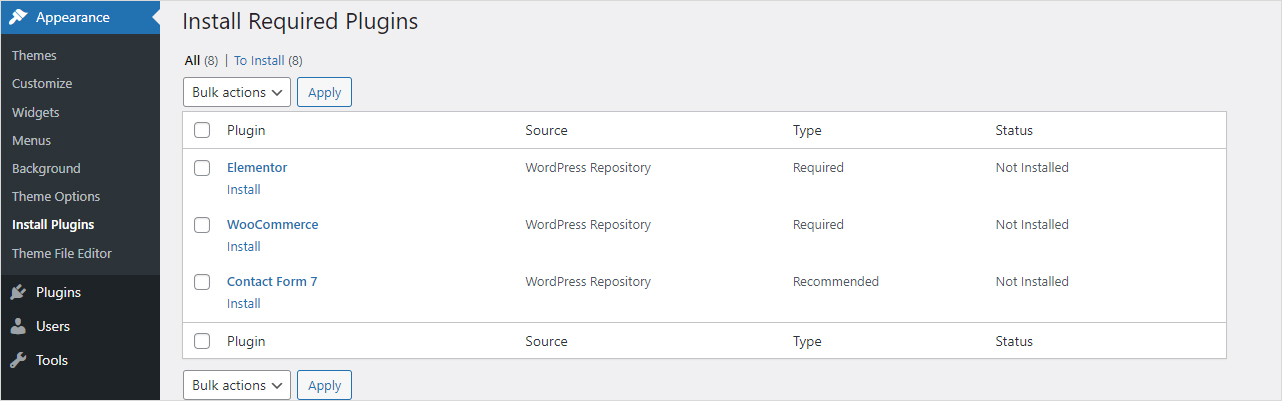 Appearance
Themes
Customize
Widgets
Menus
Background
Theme Options
Install Plugins
Theme File Editor
Plugins
Users
Tools
Install Required Plugins
All (8) | To Install (8)
Bulk actions Apply
Plugin Source Type Status
Elementor WordPress Repository Required Not Installed
Install
WooCommerce WordPress Repository Required Not Installed
Install
Contact Form 7 WordPress Repository Recommended Not Installed
Install
Plugin Source Type Status
Bulk actions Apply